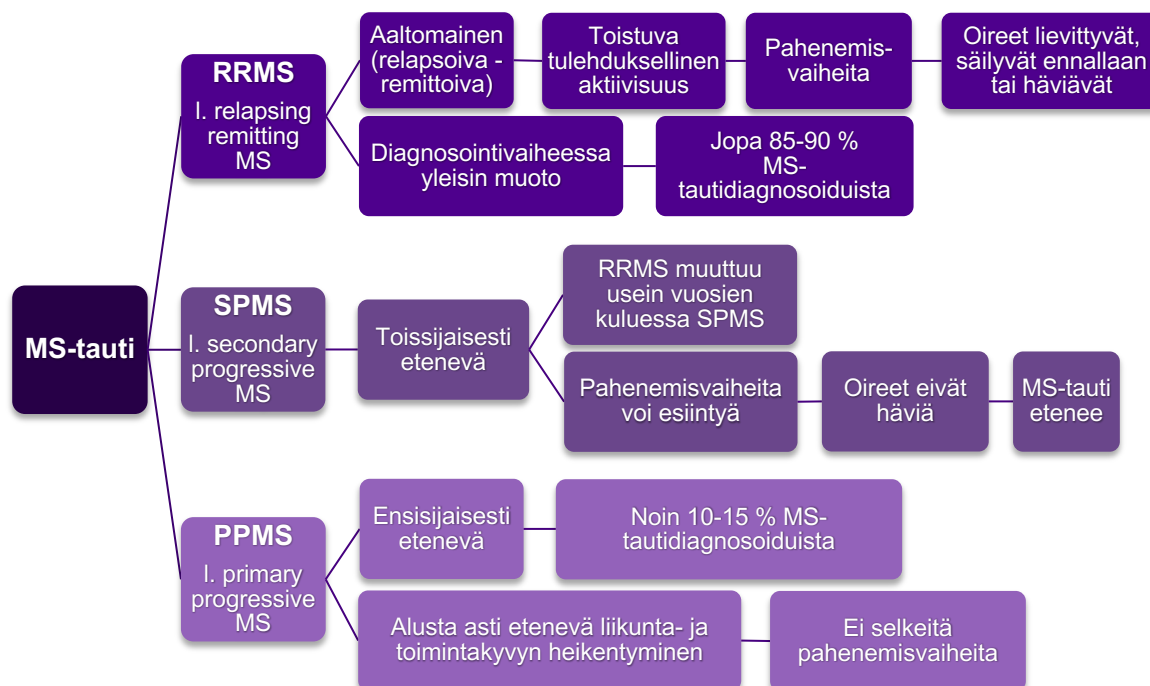 MS-tauti
RRMS
l. relapsing
remitting
MS
Aaltomainen
(relapsoiva -
remittoiva)
Toistuva
tulehduksellinen
aktiivisuus
Pahenemis-
vaiheita
Oireet lievittyvät,
säilyvät ennallaan
tai häviävät
Diagnosointivaiheessa
yleisin muoto
Jopa 85-90 %
MS-
tautidiagnosoiduista
SPMS
l. secondary
progressive
MS
Toissijaisesti
etenevä
RRMS muuttuu
usein vuosien
kuluessa SPMS
Pahenemisvaiheita
voi esiintyä
Oireet eivät
häviä
MS-tauti
etenee
PPMS
l. primary
progressive
MS
Ensisijaisesti
etenevä
Noin 10-15 % MS-
tautidiagnosoiduista
Alusta asti etenevä liikunta- ja
toimintakyvyn heikentyminen
Ei selkeitä
pahenemisvaiheita